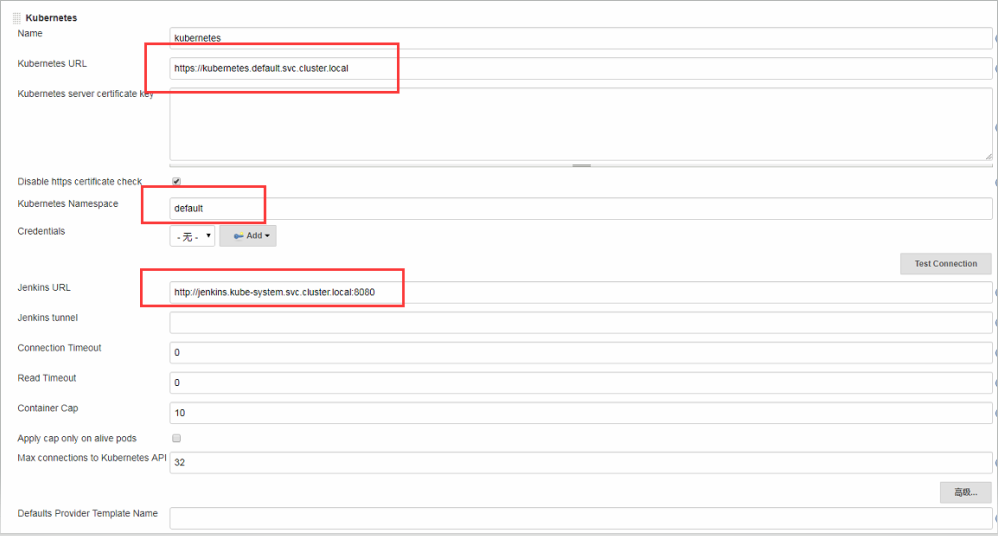 Kubernetes
Name
kubernetes
Kubernetes URL
https://kubernetes.default.svc.cluster.local
Kubernetes server certificate key
Disable https certificate check
Kubernetes Namespace
default
Credentials
- 无 -
Add
Test Connection
Jenkins URL
http://jenkins.kube-system.svc.cluster.local:8080
Jenkins tunnel
Connection Timeout
0
Read Timeout
0
Container Cap
10
Apply cap only on alive pods
Max connections to Kubernetes API
32
高级...
Defaults Provider Template Name